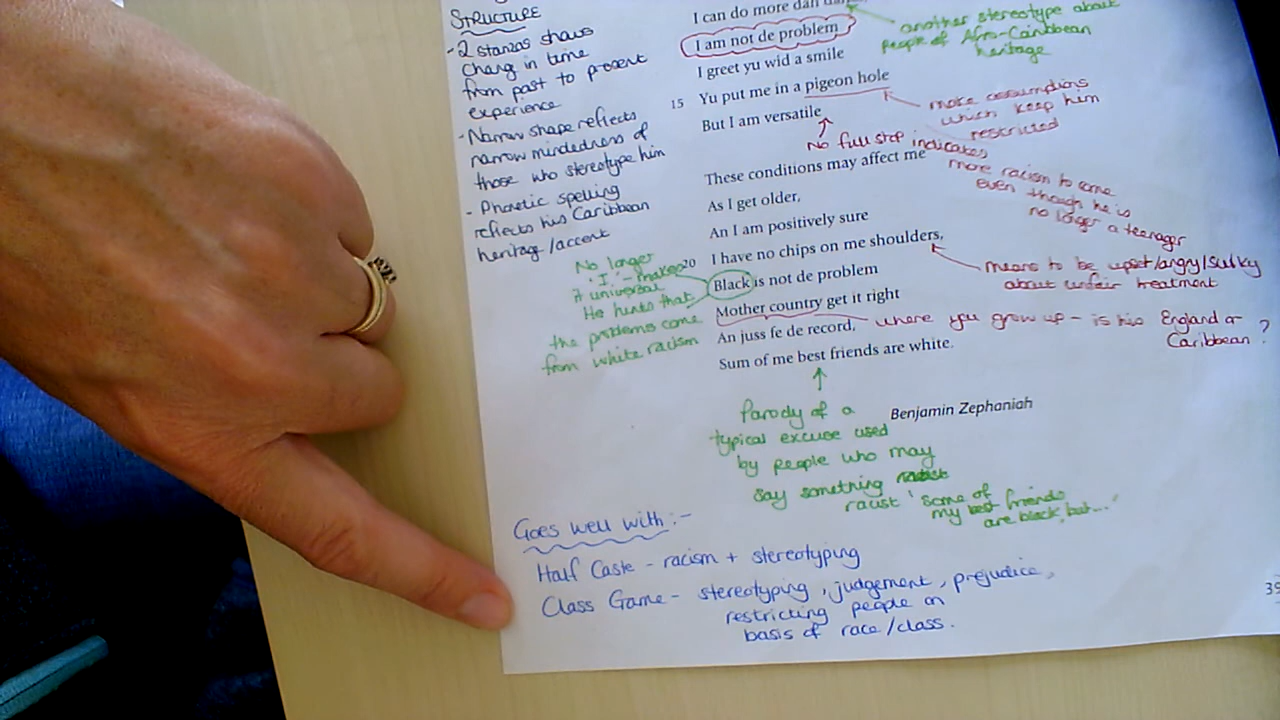 STRUCTURE
- 2 stanzas shows
chang in time
from past to present
experience
- Narrow shape reflects
narrow mindedness of
those who stereotype him
- Phonetic spelling
reflects his Caribbean
heritage/accent
I can do more dan
I am not de problem
I greet yu wid a smile
15 Yu put me in a pigeon hole
But I am versatile
These conditions may affect me
As I get older,
An I am positively sure
20 I have no chips on me shoulders,
Black is not de problem
Mother country get it right
An juss fe de record,
Sum of me best friends are white.
Benjamin Zephaniah
another stereotype about
people of Afro-Caribbean
heritage
make assumptions
which keep him
restricted
No full stop indicates
more racism to come
even though he is
no longer a teenager
means to be upset/angry/sulky
about unfair treatment
No longer
'I' - makes
it universal
He hints that
the problems come
from white racism
where you grow up - is his England or
Caribbean ?
Parody of a
typical excuse used
by people who may
say something
racist 'some of
my best friends
are black, but...'
Goes well with :-
Half Caste - racism + stereotyping
Class Game - stereotyping, judgement, prejudice,
restricting people on
basis of race/class.